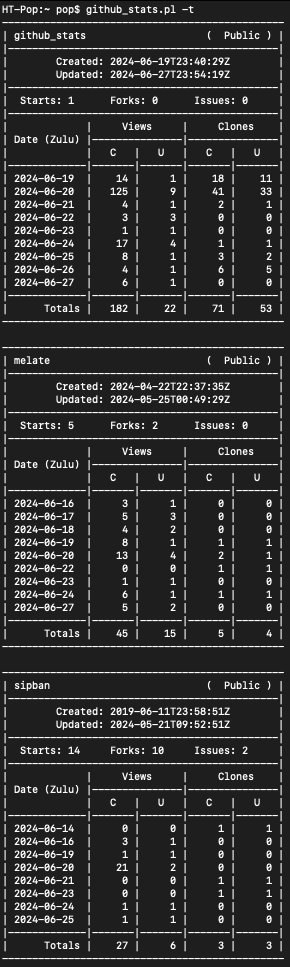 HT-Pop:~ pop$ github_stats.pl -t
| github_stats ( Public ) |
| Created: 2024-06-19T23:40:29Z |
| Updated: 2024-06-27T23:54:19Z |
| Starts: 1 Forks: 0 Issues: 0 |
| Date (Zulu) | Views | Clones |
| C | U | C | U |
| 2024-06-19 | 14 | 1 | 18 | 11 |
| 2024-06-20 | 125 | 9 | 41 | 33 |
| 2024-06-21 | 4 | 1 | 2 | 1 |
| 2024-06-22 | 3 | 3 | 0 | 0 |
| 2024-06-23 | 1 | 1 | 0 | 0 |
| 2024-06-24 | 17 | 4 | 1 | 1 |
| 2024-06-25 | 8 | 1 | 3 | 2 |
| 2024-06-26 | 4 | 1 | 6 | 5 |
| 2024-06-27 | 6 | 1 | 0 | 0 |
| Totals | 182 | 22 | 71 | 53 |
| melate ( Public ) |
| Created: 2024-04-22T22:37:35Z |
| Updated: 2024-05-25T00:49:29Z |
| Starts: 5 Forks: 2 Issues: 0 |
| Date (Zulu) | Views | Clones |
| C | U | C | U |
| 2024-06-16 | 3 | 1 | 0 | 0 |
| 2024-06-17 | 5 | 3 | 0 | 0 |
| 2024-06-18 | 4 | 2 | 0 | 0 |
| 2024-06-19 | 8 | 1 | 1 | 1 |
| 2024-06-20 | 13 | 4 | 2 | 1 |
| 2024-06-22 | 0 | 0 | 1 | 1 |
| 2024-06-23 | 1 | 1 | 0 | 0 |
| 2024-06-24 | 6 | 1 | 1 | 1 |
| 2024-06-27 | 5 | 2 | 0 | 0 |
| Totals | 45 | 15 | 5 | 4 |
| sipban ( Public ) |
| Created: 2019-06-11T23:58:51Z |
| Updated: 2024-05-21T09:52:51Z |
| Starts: 14 Forks: 10 Issues: 2 |
| Date (Zulu) | Views | Clones |
| C | U | C | U |
| 2024-06-14 | 0 | 0 | 1 | 1 |
| 2024-06-16 | 3 | 1 | 0 | 0 |
| 2024-06-19 | 1 | 1 | 0 | 0 |
| 2024-06-20 | 21 | 2 | 0 | 0 |
| 2024-06-21 | 0 | 0 | 1 | 1 |
| 2024-06-23 | 0 | 0 | 1 | 1 |
| 2024-06-24 | 1 | 1 | 0 | 0 |
| 2024-06-25 | 1 | 1 | 0 | 0 |
| Totals | 27 | 6 | 3 | 3 |